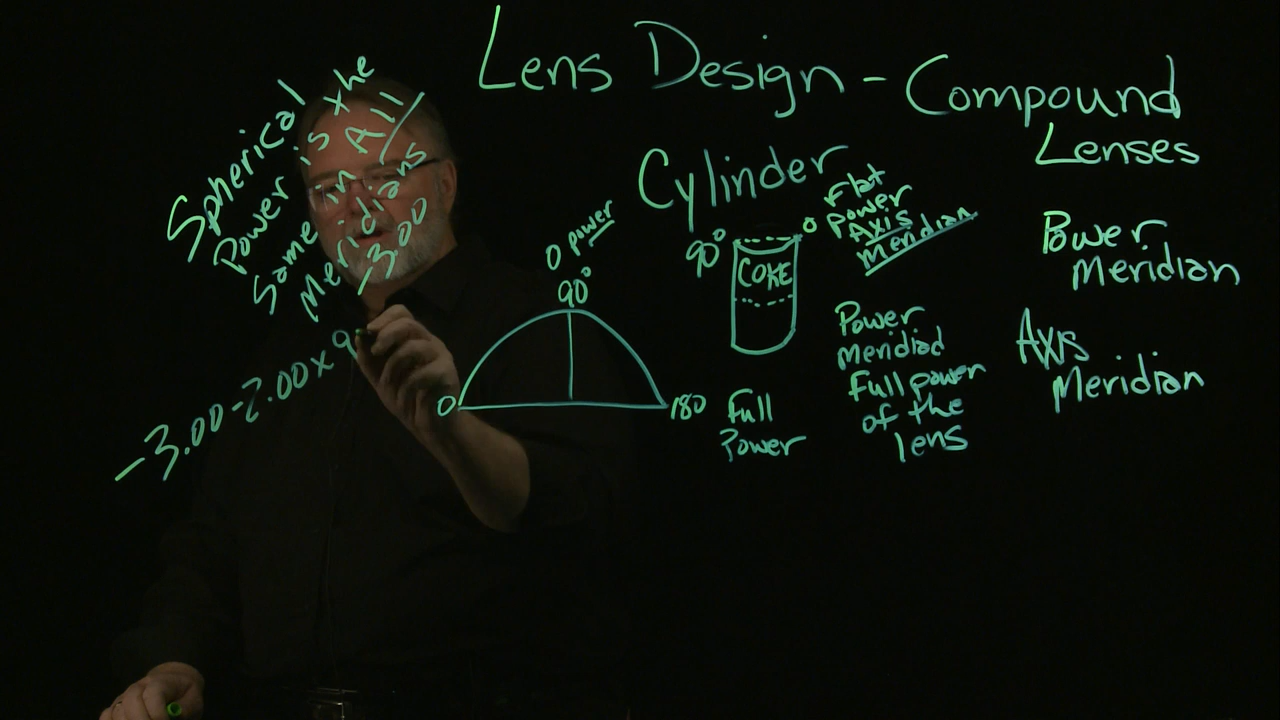 Lens Design - Compound
Lenses
Spherical
Power is the
Same in All
Meridians
-3.00
-3.00 -2.00 x 9
0 power
90°
0
180
Full
Power
Cylinder
90°
COKE
0
Flat
Power
Axis
Meridian
Power
meridiad
Full power
of the
lens
Power
Meridian
Axis
Meridian